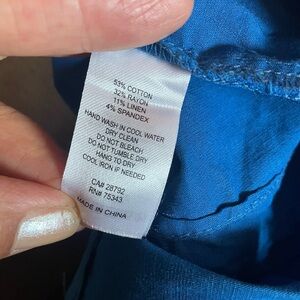 53% COTTON
32% RAYON
11% LINEN
4% SPANDEX
HAND WASH IN COOL WATER
DRY CLEAN
DO NOT BLEACH
DO NOT TUMBLE DRY
HANG TO DRY
COOL IRON IF NEEDED
CA# 28792
RN# 75343
MADE IN CHINA